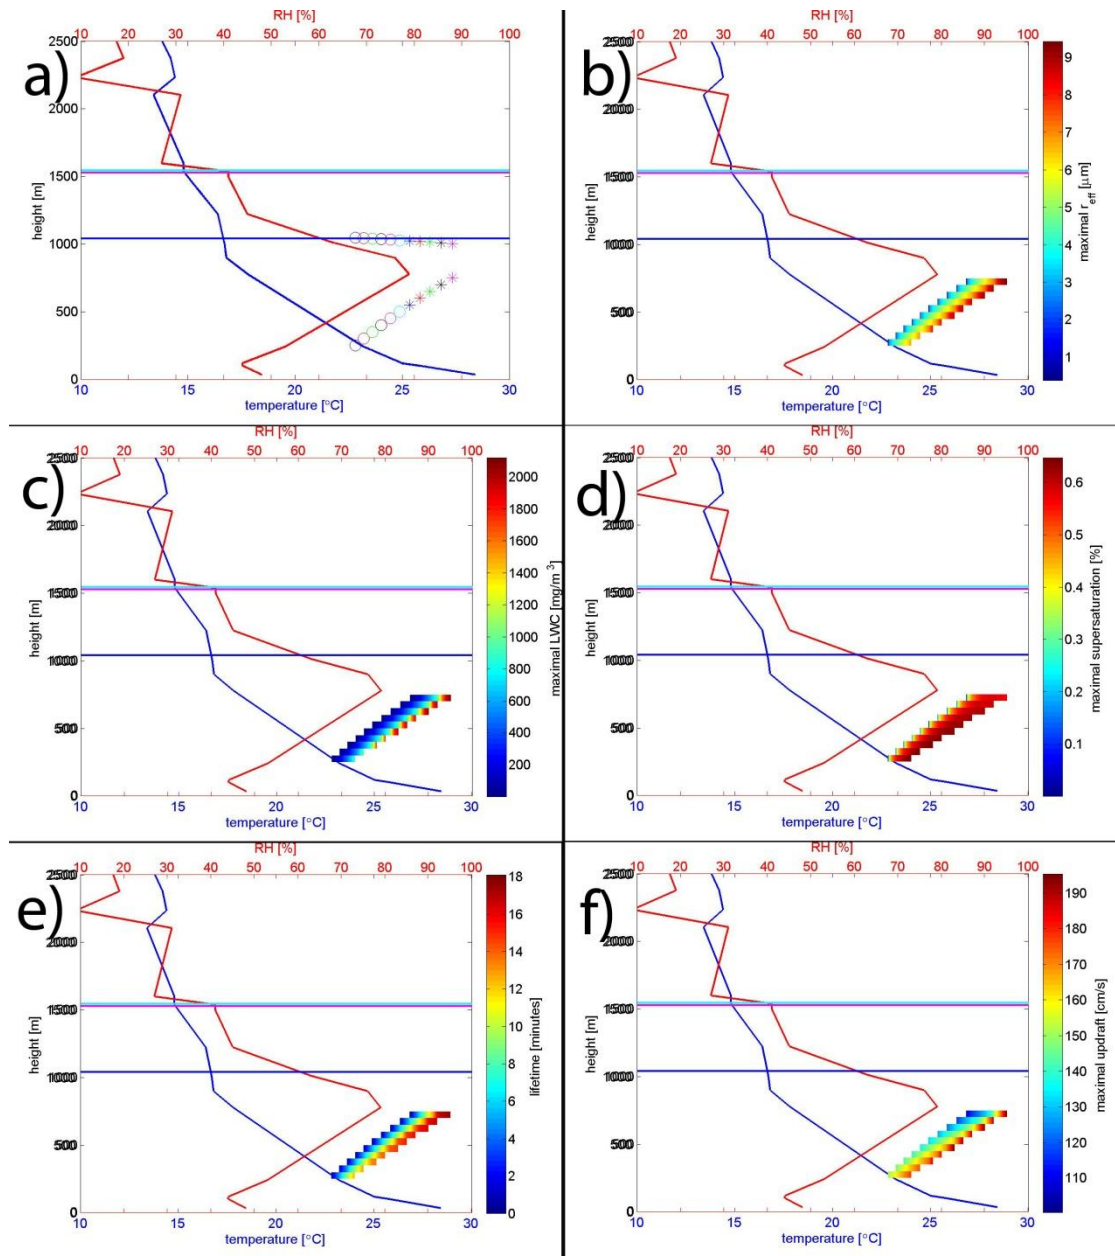 RH [%]
10 20 30 40 50 60 70 80 90 100
a)
2500
2000
1500
1000
500
0
height [m]
10 15 20 25 30
temperature [°C]
RH [%]
10 20 30 40 50 60 70 80 90 100
b)
2500
2000
1500
1000
500
0
height [m]
10 15 20 25 30
temperature [°C]
9
8
7
6
5
4
3
2
1
maximal r eff [μm]
RH [%]
10 20 30 40 50 60 70 80 90 100
c)
2500
2000
1500
1000
500
0
height [m]
10 15 20 25 30
temperature [°C]
2000
1800
1600
1400
1200
1000
800
600
400
200
maximal LWC [mg/m 3]
RH [%]
10 20 30 40 50 60 70 80 90 100
d)
2500
2000
1500
1000
500
0
height [m]
10 15 20 25 30
temperature [°C]
0.6
0.5
0.4
0.3
0.2
0.1
maximal supersaturation [%]
RH [%]
10 20 30 40 50 60 70 80 90 100
e)
2500
2000
1500
1000
500
0
height [m]
10 15 20 25 30
temperature [°C]
18
16
14
12
10
8
6
4
2
0
lifetime [minutes]
RH [%]
10 20 30 40 50 60 70 80 90 100
f)
2500
2000
1500
1000
500
0
height [m]
10 15 20 25 30
temperature [°C]
190
180
170
160
150
140
130
120
110
maximal updraft [cm/s]